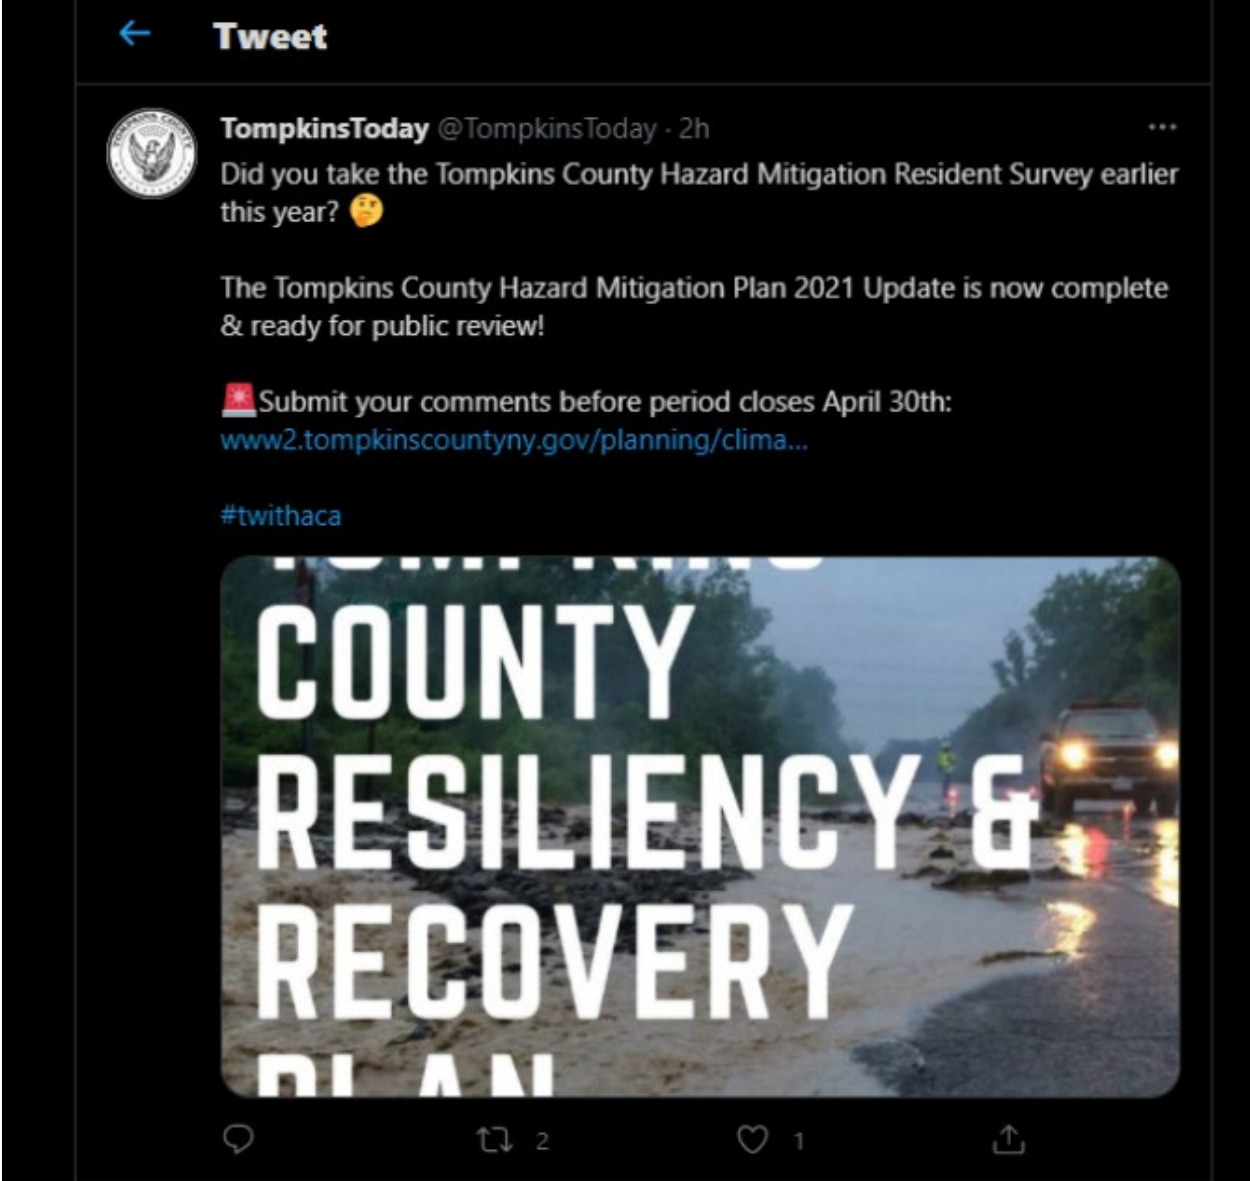 Tweet
TompkinsToday @TompkinsToday · 2h
Did you take the Tompkins County Hazard Mitigation Resident Survey earlier
this year? 🤔
The Tompkins County Hazard Mitigation Plan 2021 Update is now complete
& ready for public review!
🚨Submit your comments before period closes April 30th:
www2.tompkinscountyny.gov/planning/clima...
#twithaca
TOMPKINS
COUNTY
RESILIENCY &
RECOVERY
PLAN
2
1